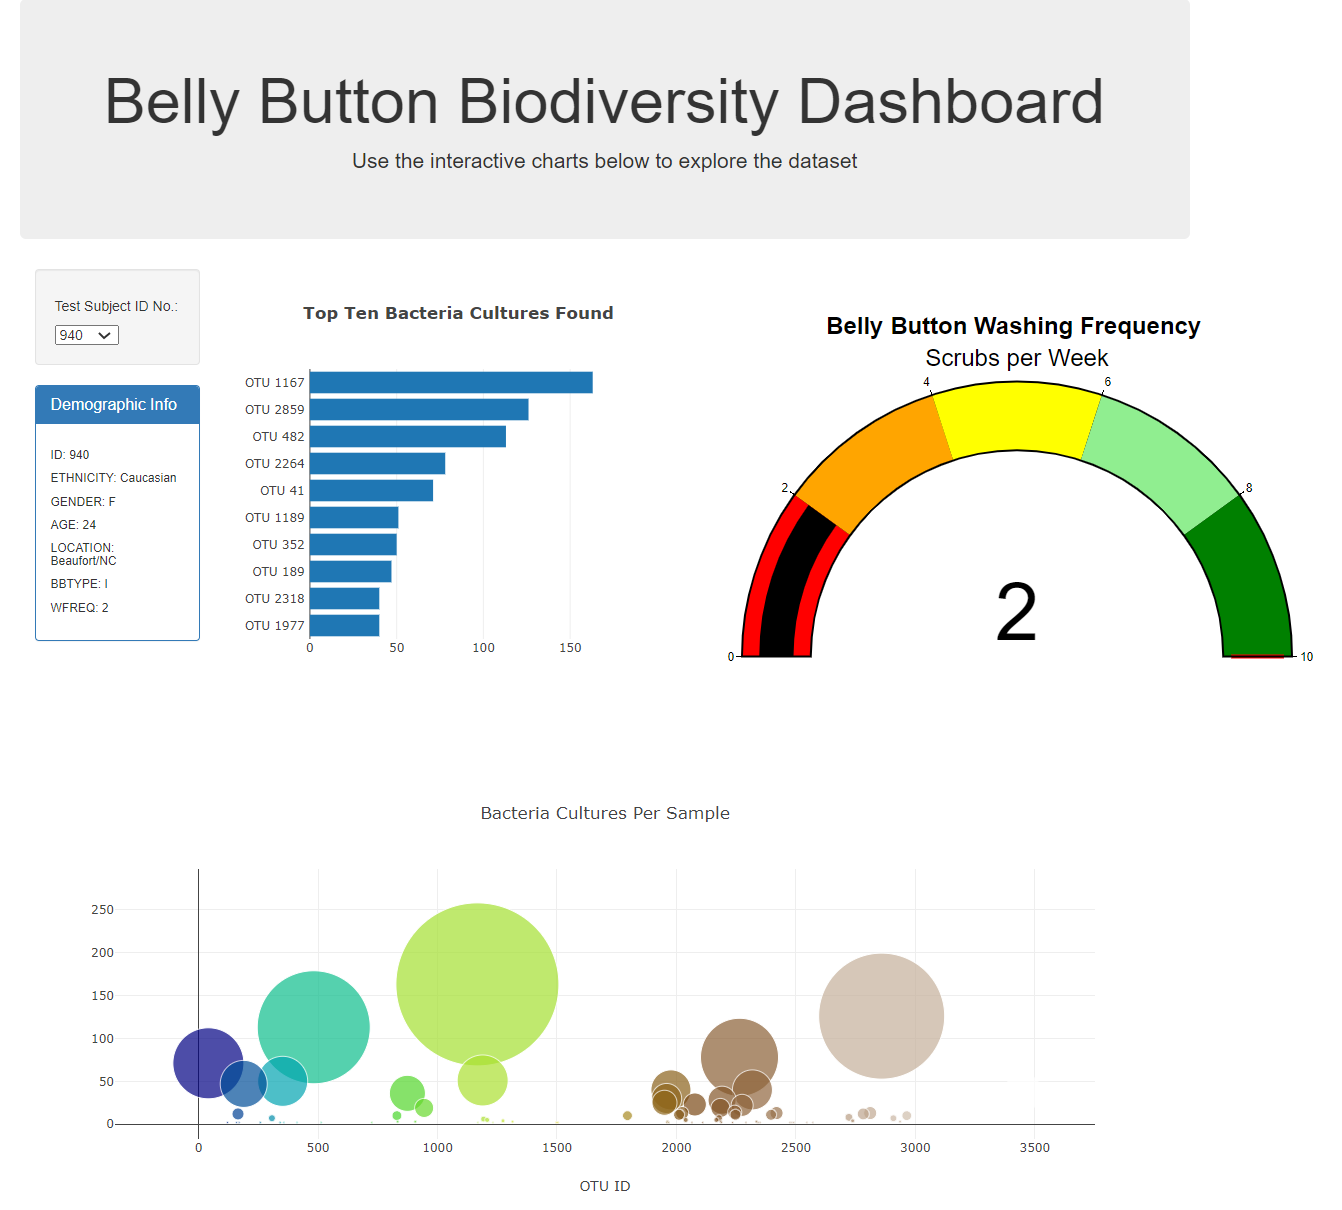 Belly Button Biodiversity Dashboard
Use the interactive charts below to explore the dataset
Test Subject ID No.:
940
Demographic Info
ID: 940
ETHNICITY: Caucasian
GENDER: F
AGE: 24
LOCATION:
Beaufort/NC
BBTYPE: I
WFREQ: 2
Top Ten Bacteria Cultures Found
OTU 1167
OTU 2859
OTU 482
OTU 2264
OTU 41
OTU 1189
OTU 352
OTU 189
OTU 2318
OTU 1977
0 50 100 150
Belly Button Washing Frequency
Scrubs per Week
4 6
2 8
2
0 10
Bacteria Cultures Per Sample
250
200
150
100
50
0
0 500 1000 1500 2000 2500 3000 3500
OTU ID